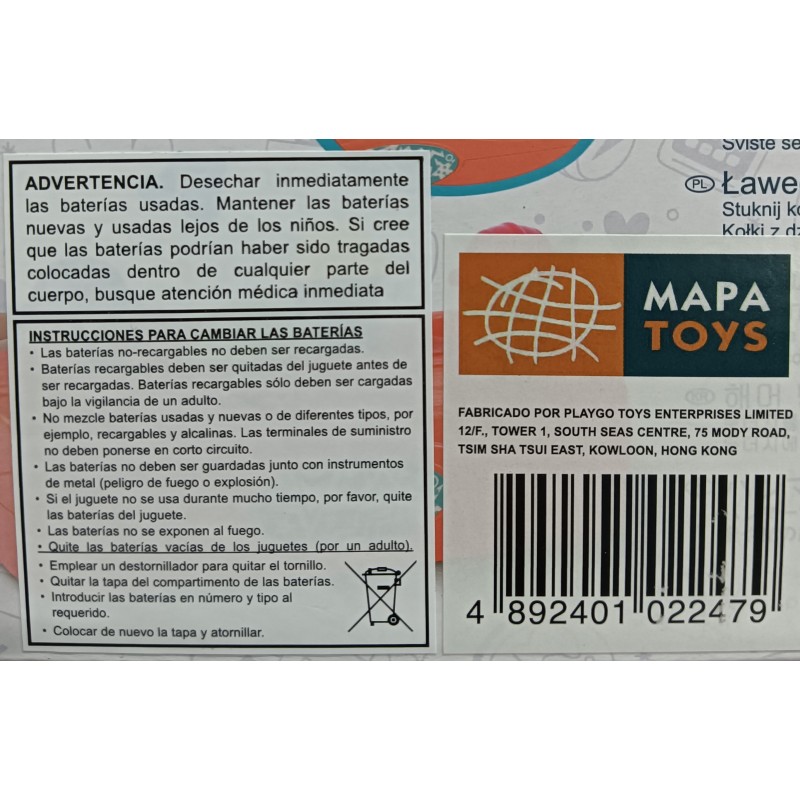 ADVERTENCIA. Desechar inmediatamente
las baterías usadas. Mantener las baterías
nuevas y usadas lejos de los niños. Si cree
que las baterías podrían haber sido tragadas
colocadas dentro de cualquier parte del
cuerpo, busque atención médica inmediata
INSTRUCCIONES PARA CAMBIAR LAS BATERÍAS
• Las baterías no-recargables no deben ser recargadas.
• Baterías recargables deben ser quitadas del juguete antes de
ser recargadas. Baterías recargables sólo deben ser cargadas
bajo la vigilancia de un adulto.
• No mezcle baterías usadas y nuevas o de diferentes tipos, por
ejemplo, recargables y alcalinas. Las terminales de suministro
no deben ponerse en corto circuito.
• Las baterías no deben ser guardadas junto con instrumentos
de metal (peligro de fuego o explosión).
• Si el juguete no se usa durante mucho tiempo, por favor, quite
las baterías del juguete.
• Las baterías no se exponen al fuego.
• Quite las baterías vacías de los juguetes (por un adulto).
• Emplear un destornillador para quitar el tornillo.
• Quitar la tapa del compartimento de las baterías.
• Introducir las baterías en número y tipo al
requerido.
• Colocar de nuevo la tapa y atornillar.
Sviste se
PL Ławe
Stuknij ko
Kołki z dz
MAPA
TOYS
FABRICADO POR PLAYGO TOYS ENTERPRISES LIMITED
12/F., TOWER 1, SOUTH SEAS CENTRE, 75 MODY ROAD,
TSIM SHA TSUI EAST, KOWLOON, HONG KONG
4 892401 022479